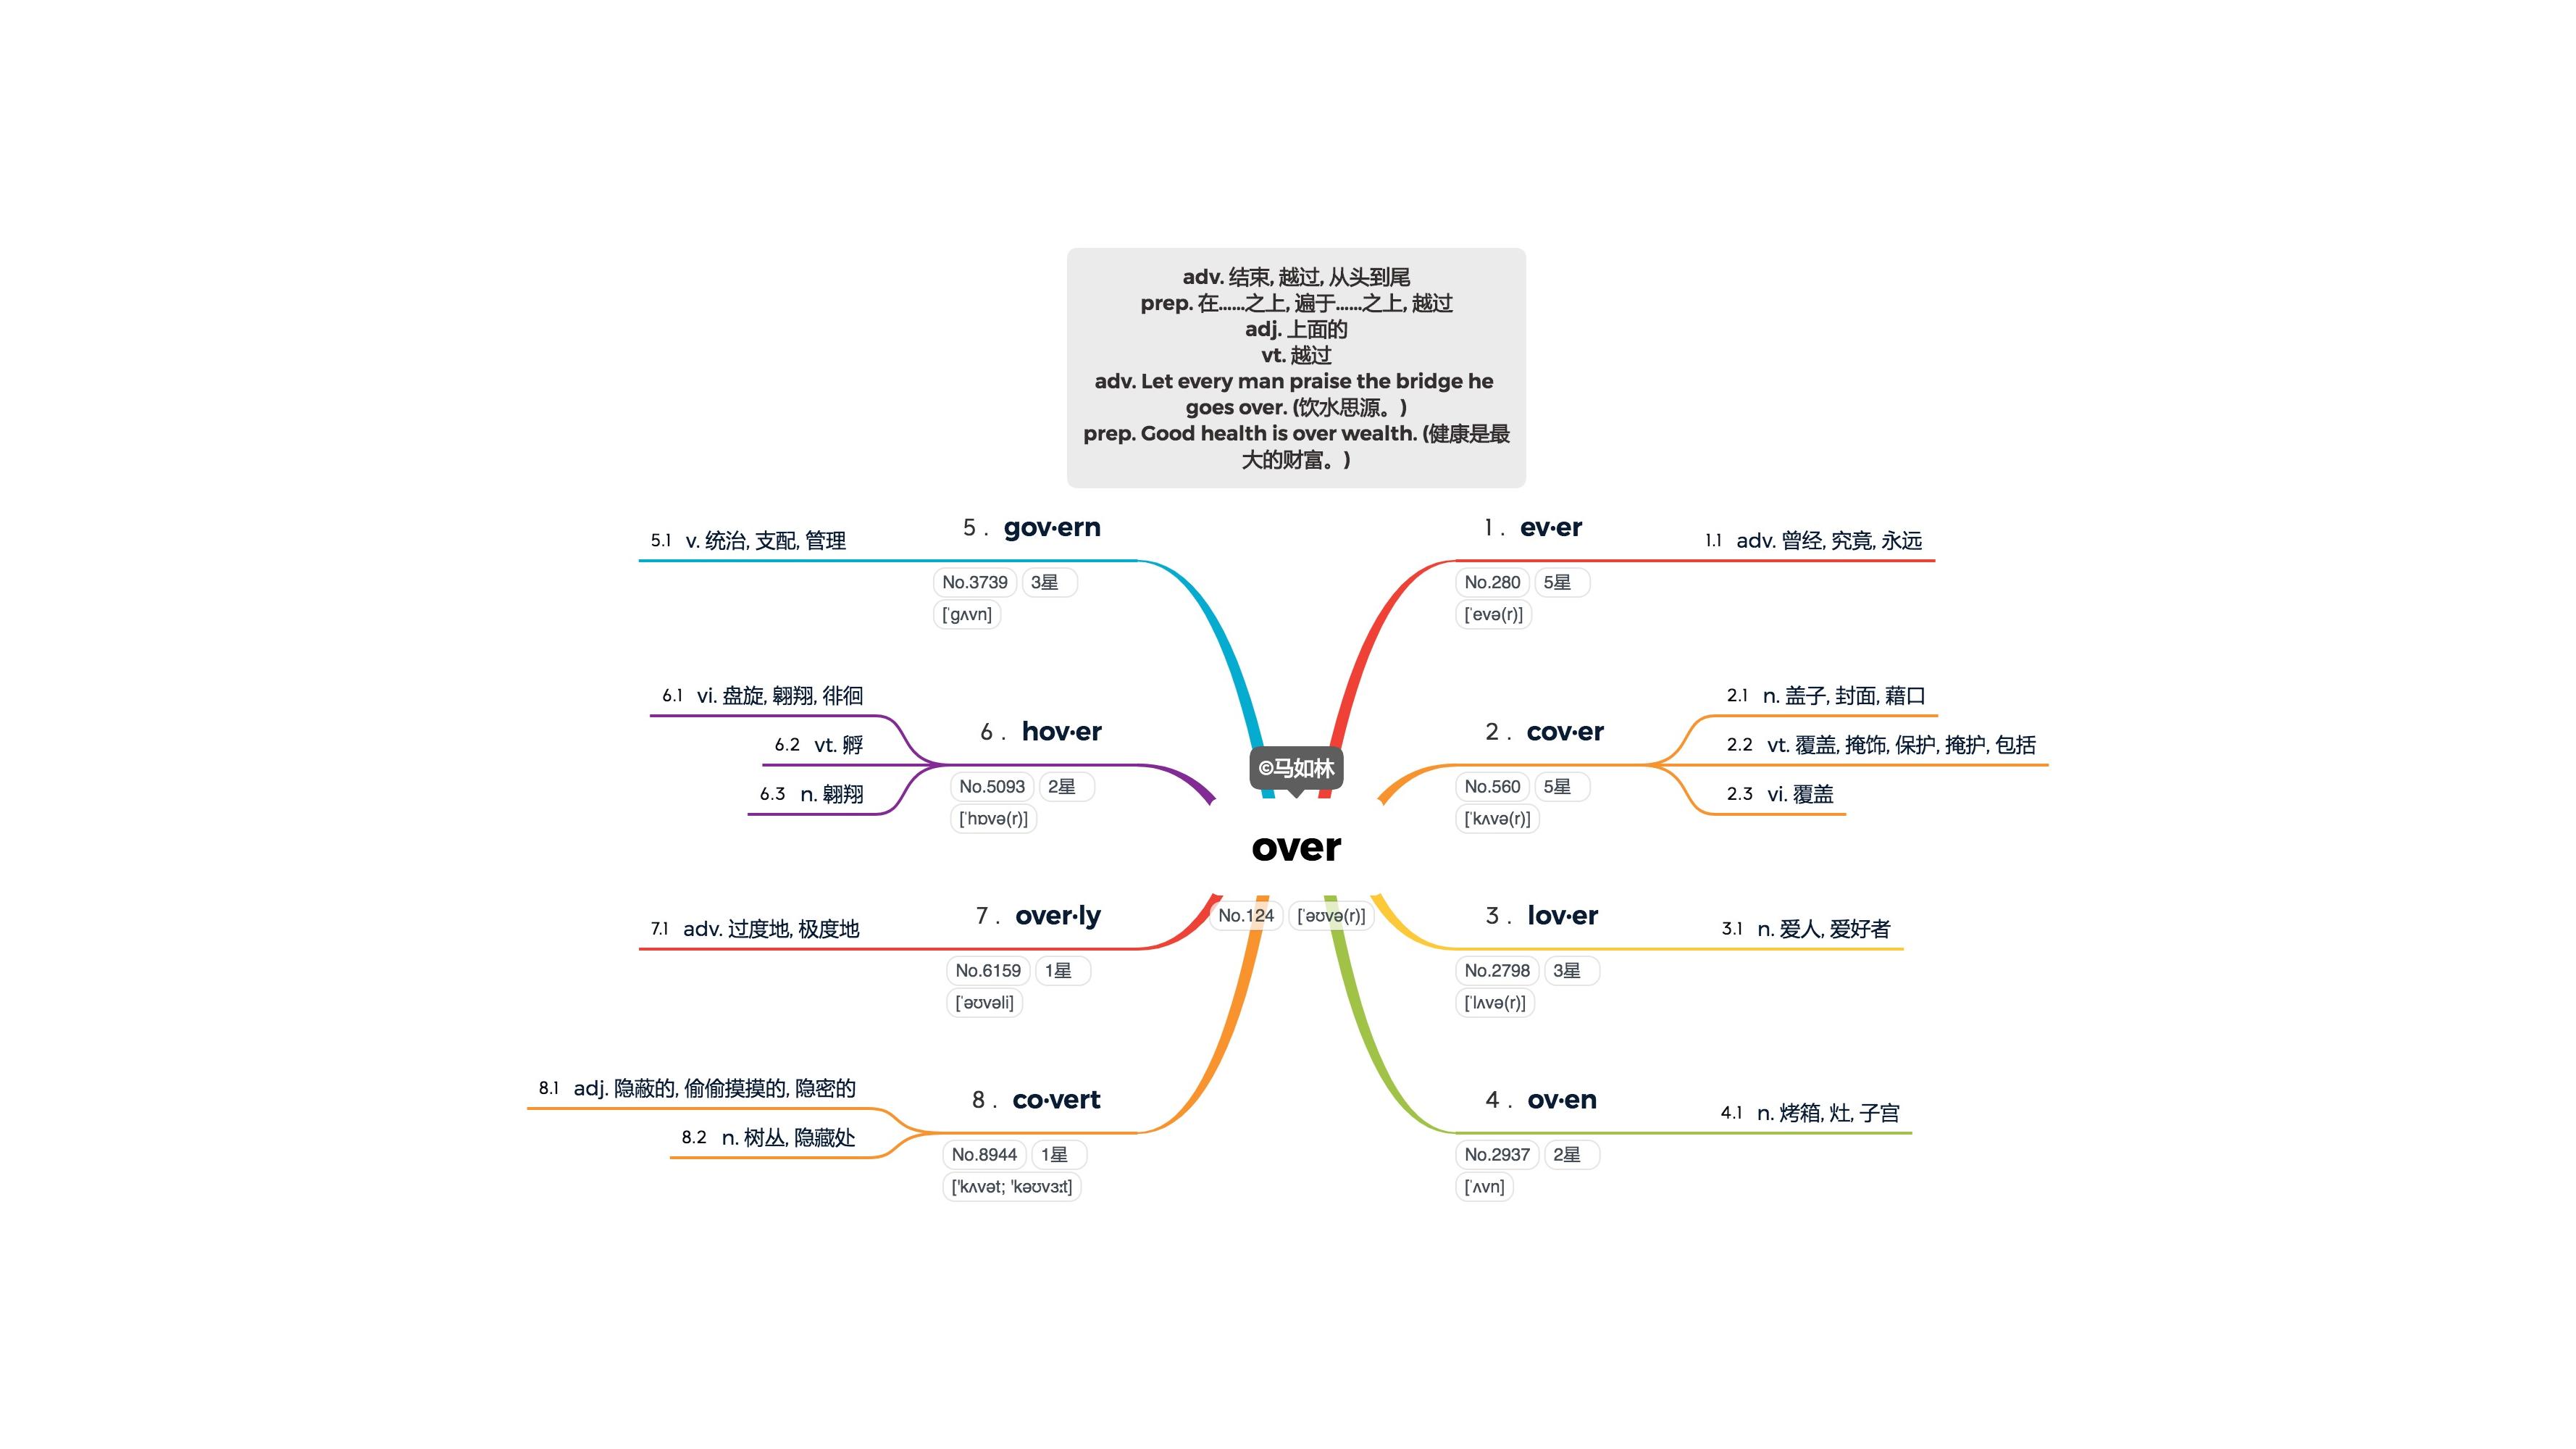 adv. 结束, 越过, 从头到尾
prep. 在……之上, 遍于……之上, 越过
adj. 上面的
vt. 越过
adv. Let every man praise the bridge he
goes over. (饮水思源。)
prep. Good health is over wealth. (健康是最
大的财富。)
©马如林
over
No.124 [ˈəʊvə(r)]
1. ev·er
No.280 5星
[ˈevə(r)]
1.1 adv. 曾经, 究竟, 永远
2. cov·er
No.560 5星
[ˈkʌvə(r)]
2.1 n. 盖子, 封面, 藉口
2.2 vt. 覆盖, 掩饰, 保护, 掩护, 包括
2.3 vi. 覆盖
3. lov·er
No.2798 3星
[ˈlʌvə(r)]
3.1 n. 爱人, 爱好者
4. ov·en
No.2937 2星
[ˈʌvn]
4.1 n. 烤箱, 灶, 子宫
5. gov·ern
No.3739 3星
[ˈɡʌvn]
5.1 v. 统治, 支配, 管理
6. hov·er
No.5093 2星
[ˈhɒvə(r)]
6.1 vi. 盘旋, 翱翔, 徘徊
6.2 vt. 孵
6.3 n. 翱翔
7. over·ly
No.6159 1星
[ˈəʊvəli]
7.1 adv. 过度地, 极度地
8. co·vert
No.8944 1星
['kʌvət; 'kəʊvɜːt]
8.1 adj. 隐蔽的, 偷偷摸摸的, 隐密的
8.2 n. 树丛, 隐藏处